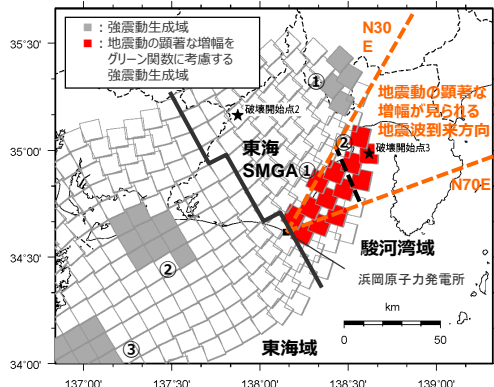 ：強震動生成域
：地震動の顕著な増幅を
グリーン関数に考慮する
強震動生成域
N30
E
35°30'
①
地震動の顕著な
増幅が見られる
地震波到来方向
破壊開始点2
②
破壊開始点3
東海
SMGA①
35°00'
N70E
駿河湾域
②
34°30'
浜岡原子力発電所
km
0
50
③
東海域
34°00'
137°00'
137°30'
138°00'
138°30'
139°00'